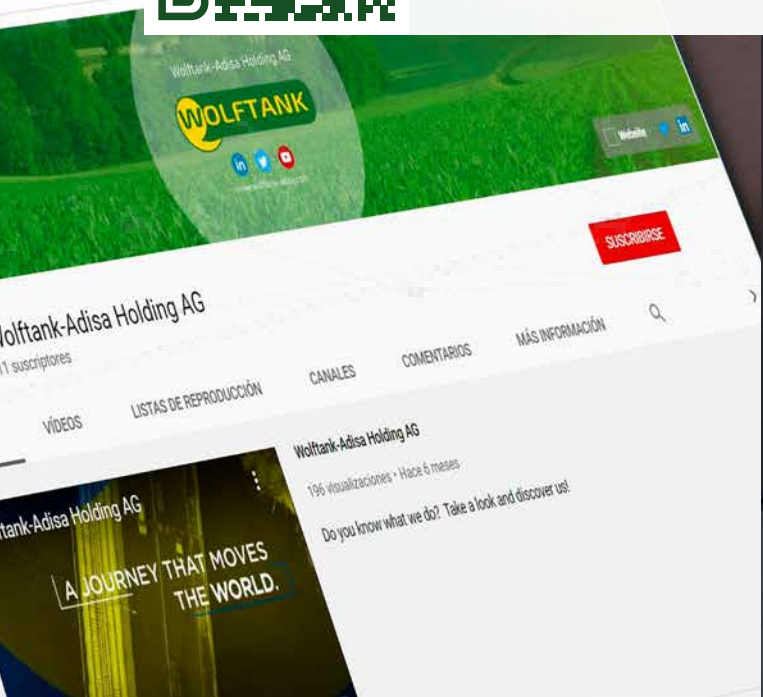 Wolftank-Adisa Holding AG
WOLFTANK
Website
SUSCRIBIRSE
Wolftank-Adisa Holding AG
11 suscriptores
VÍDEOS
LISTAS DE REPRODUCCIÓN
CANALES
COMENTARIOS
MÁS INFORMACIÓN
Wolftank-Adisa Holding AG
196 visualizaciones • Hace 6 meses
Do you know what we do? Take a look and discover us!
tank-Adisa Holding AG
A JOURNEY THAT MOVES
THE WORLD.